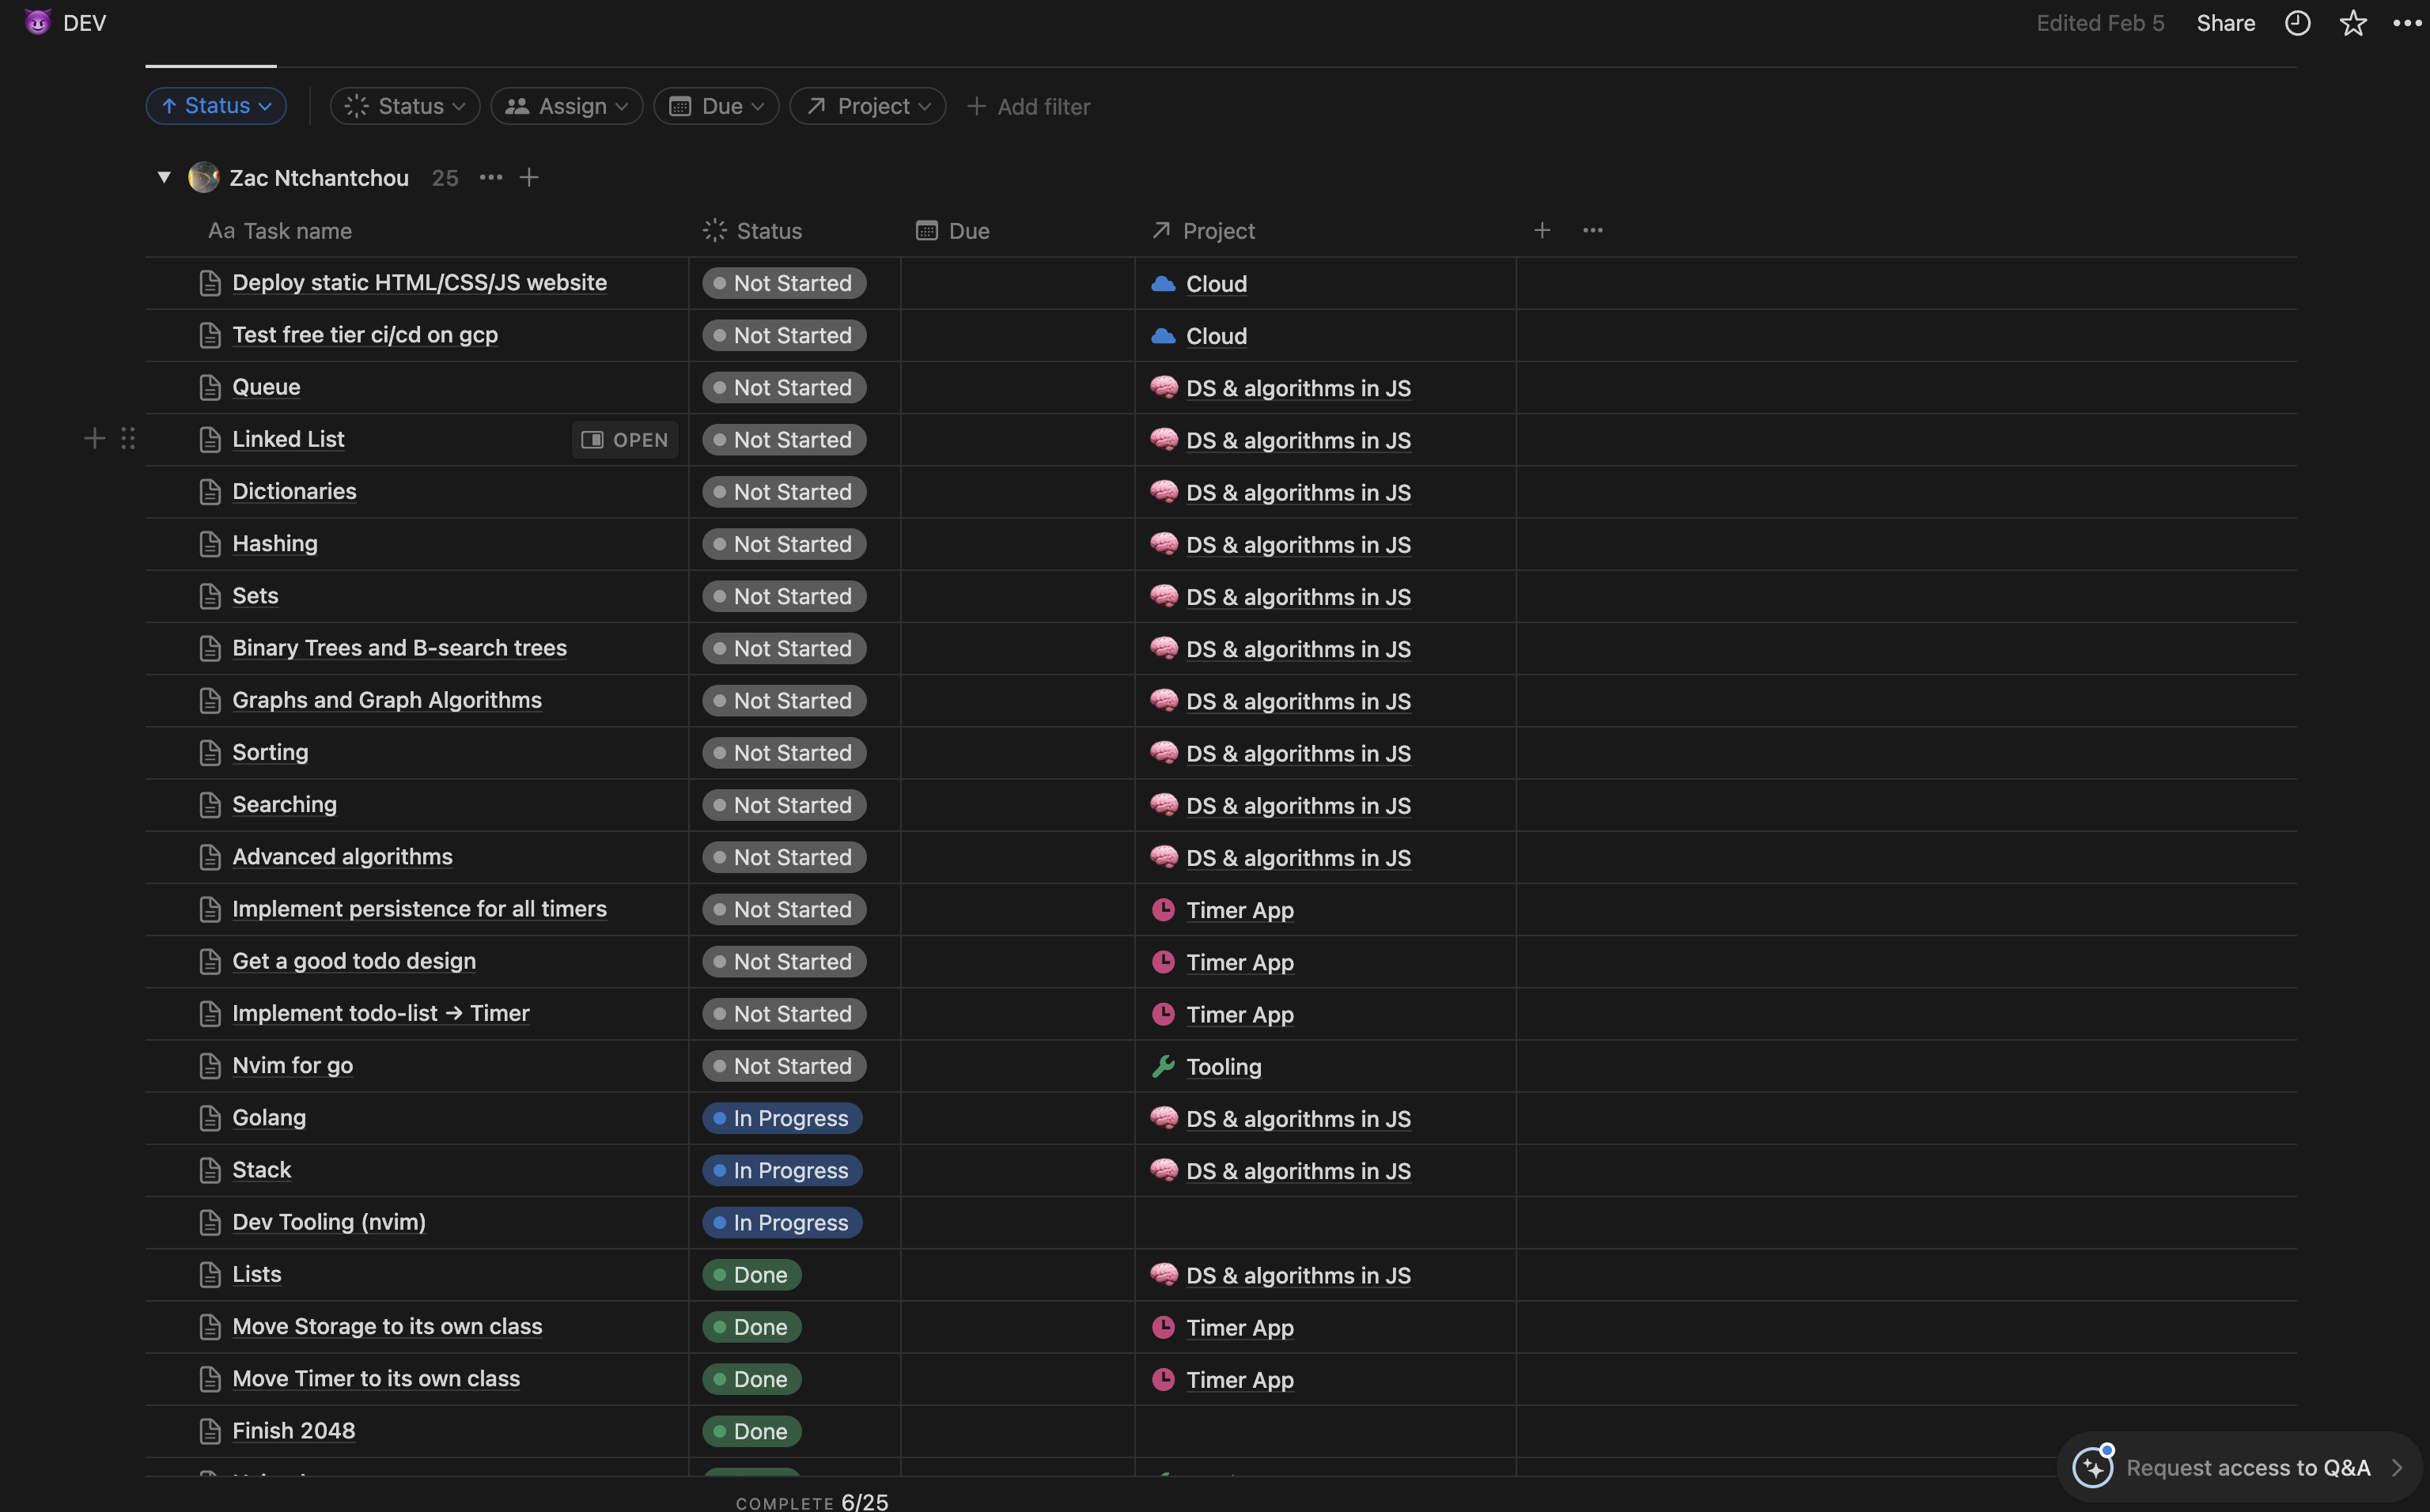 DEV
Edited Feb 5 Share
Status Status Assign Due Project Add filter
Zac Ntchantchou 25
Aa Task name Status Due Project
Deploy static HTML/CSS/JS website Not Started Cloud
Test free tier ci/cd on gcp Not Started Cloud
Queue Not Started DS & algorithms in JS
Linked List OPEN Not Started DS & algorithms in JS
Dictionaries Not Started DS & algorithms in JS
Hashing Not Started DS & algorithms in JS
Sets Not Started DS & algorithms in JS
Binary Trees and B-search trees Not Started DS & algorithms in JS
Graphs and Graph Algorithms Not Started DS & algorithms in JS
Sorting Not Started DS & algorithms in JS
Searching Not Started DS & algorithms in JS
Advanced algorithms Not Started DS & algorithms in JS
Implement persistence for all timers Not Started Timer App
Get a good todo design Not Started Timer App
Implement todo-list → Timer Not Started Timer App
Nvim for go Not Started Tooling
Golang In Progress DS & algorithms in JS
Stack In Progress DS & algorithms in JS
Dev Tooling (nvim) In Progress
Lists Done DS & algorithms in JS
Move Storage to its own class Done Timer App
Move Timer to its own class Done Timer App
Finish 2048 Done
Request access to Q&A
COMPLETE 6/25